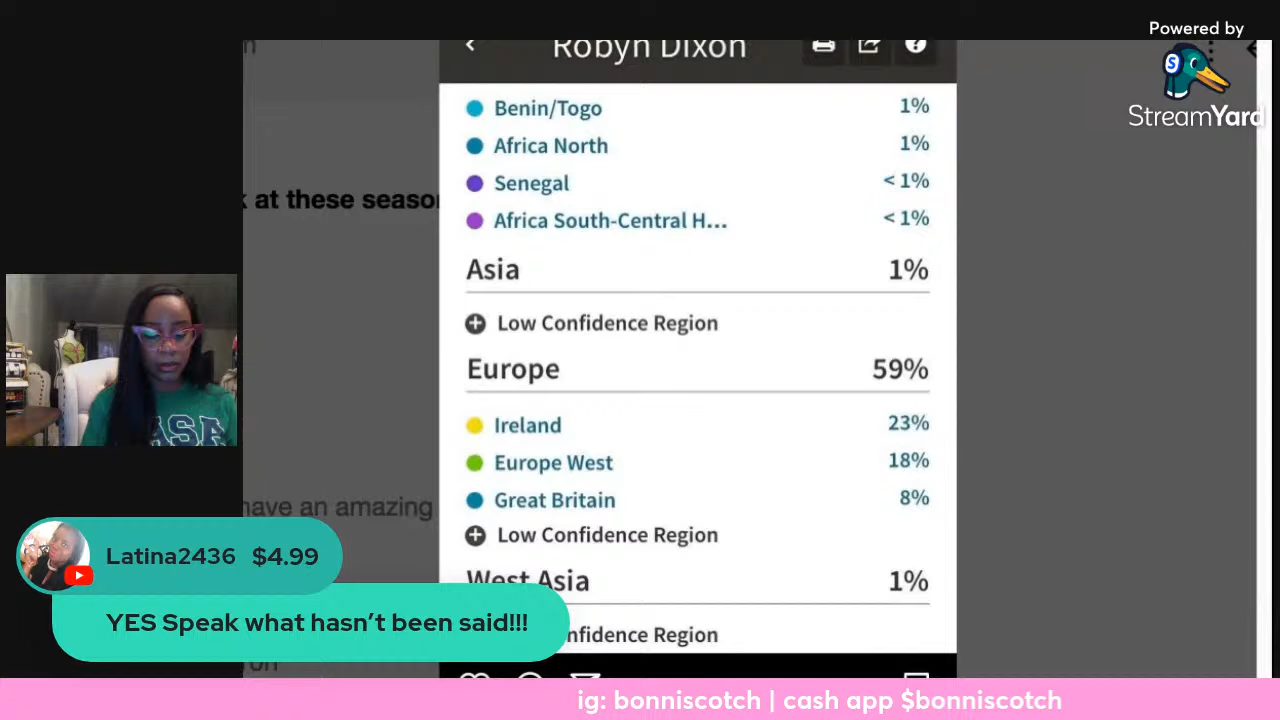 Powered by
StreamYard
Robyn Dixon
Benin/Togo 1%
Africa North 1%
Senegal < 1%
Africa South-Central H... < 1%
at these season
Asia 1%
Low Confidence Region
Europe 59%
Ireland 23%
Europe West 18%
Great Britain 8%
have an amazing
Low Confidence Region
West Asia 1%
nfidence Region
Latina2436 $4.99
YES Speak what hasn't been said!!!
ig: bonniscotch | cash app $bonniscotch